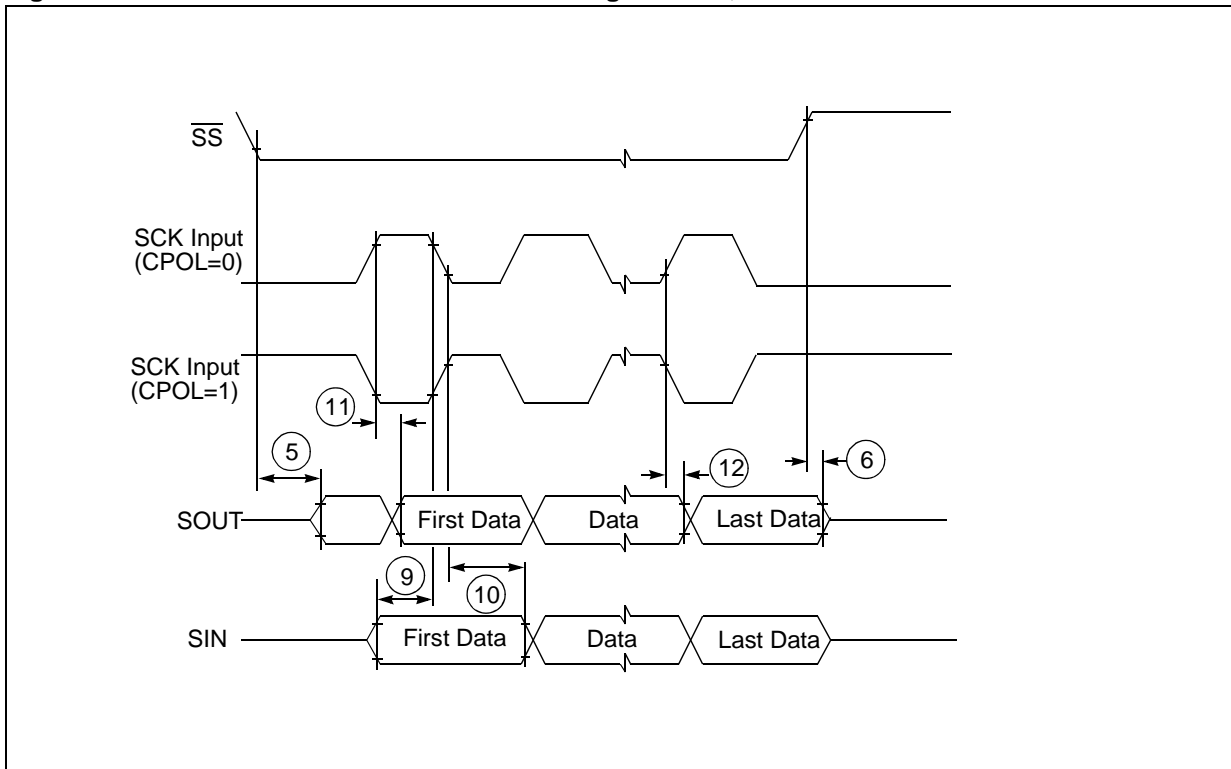 SS
SCK Input
(CPOL=0)
SCK Input
(CPOL=1)
11
5
12
6
SOUT
First Data
Data
Last Data
9
10
SIN
First Data
Data
Last Data